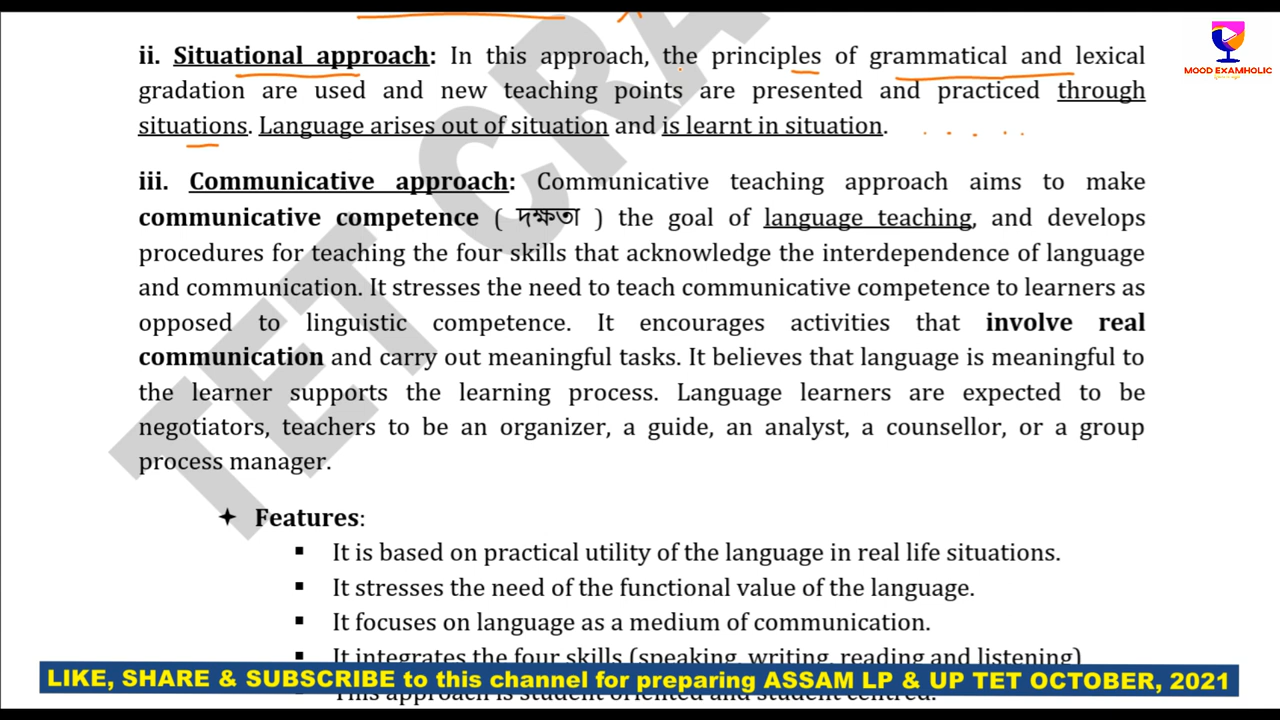 ii. Situational approach: In this approach, the principles of grammatical and lexical
gradation are used and new teaching points are presented and practiced through
situations. Language arises out of situation and is learnt in situation.
iii. Communicative approach: Communicative teaching approach aims to make
communicative competence ( দক্ষতা ) the goal of language teaching, and develops
procedures for teaching the four skills that acknowledge the interdependence of language
and communication. It stresses the need to teach communicative competence to learners as
opposed to linguistic competence. It encourages activities that involve real
communication and carry out meaningful tasks. It believes that language is meaningful to
the learner supports the learning process. Language learners are expected to be
negotiators, teachers to be an organizer, a guide, an analyst, a counsellor, or a group
process manager.
✦ Features:
▪ It is based on practical utility of the language in real life situations.
▪ It stresses the need of the functional value of the language.
▪ It focuses on language as a medium of communication.
▪ It integrates the four skills (speaking, writing, reading and listening)
This approach is student oriented and student centred.
LIKE, SHARE & SUBSCRIBE to this channel for preparing ASSAM LP & UP TET OCTOBER, 2021
MOOD EXAMHOLIC
TET CRA